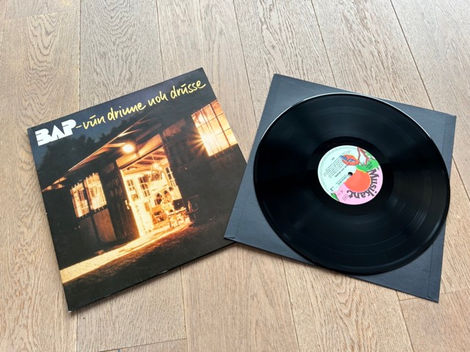 BAP-vun drinne noh drusse
Musikant